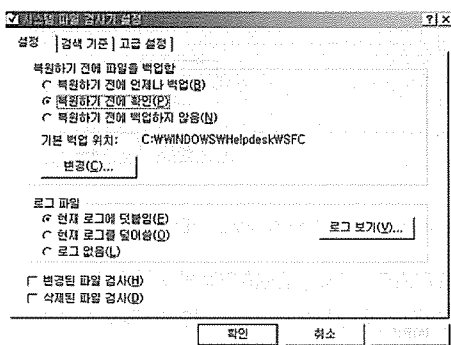 시스템 파일 검사기 설정
설정 검색 기준 고급 설정
복원하기 전에 파일을 백업함
복원하기 전에 언제나 백업(B)
복원하기 전에 확인(P)
복원하기 전에 백업하지 않음(N)
기본 백업 위치: C:₩WINDOWS₩Helpdesk₩SFC
변경(C)...
로그 파일
현재 로그에 덧붙임(E)
현재 로그를 덮어씀(O)
로그 보기(V)...
로그 없음(L)
변경된 파일 검사(H)
삭제된 파일 검사(D)
확인 취소 적용(A)